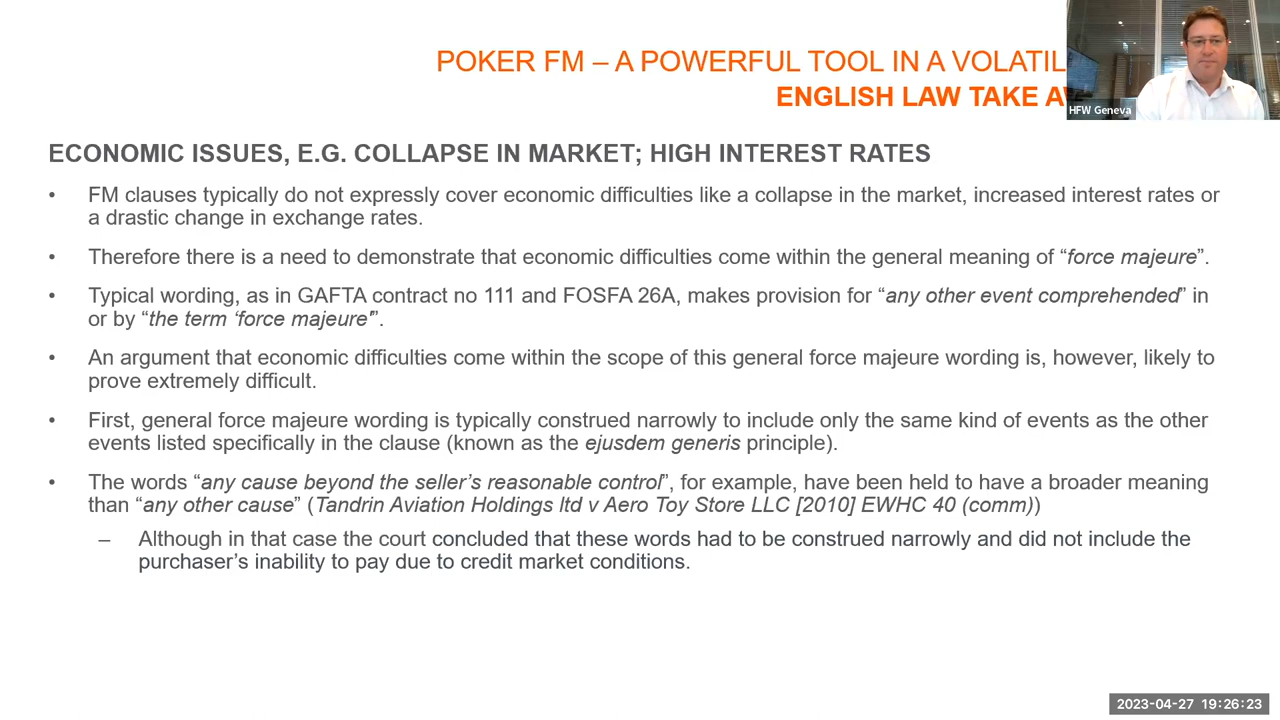 POKER FM – A POWERFUL TOOL IN A
ENGLISH LAW TAKE
HFW Geneva
ECONOMIC ISSUES, E.G. COLLAPSE IN MARKET; HIGH INTEREST RATES
• FM clauses typically do not expressly cover economic difficulties like a collapse in the market, increased interest rates or
a drastic change in exchange rates.
• Therefore there is a need to demonstrate that economic difficulties come within the general meaning of “force majeure”.
• Typical wording, as in GAFTA contract no 111 and FOSFA 26A, makes provision for “any other event comprehended” in
or by “the term ‘force majeure’”.
• An argument that economic difficulties come within the scope of this general force majeure wording is, however, likely to
prove extremely difficult.
• First, general force majeure wording is typically construed narrowly to include only the same kind of events as the other
events listed specifically in the clause (known as the ejusdem generis principle).
• The words “any cause beyond the seller’s reasonable control”, for example, have been held to have a broader meaning
than “any other cause” (Tandrin Aviation Holdings ltd v Aero Toy Store LLC [2010] EWHC 40 (comm))
– Although in that case the court concluded that these words had to be construed narrowly and did not include the
purchaser’s inability to pay due to credit market conditions.
2023-04-27 19:26:23